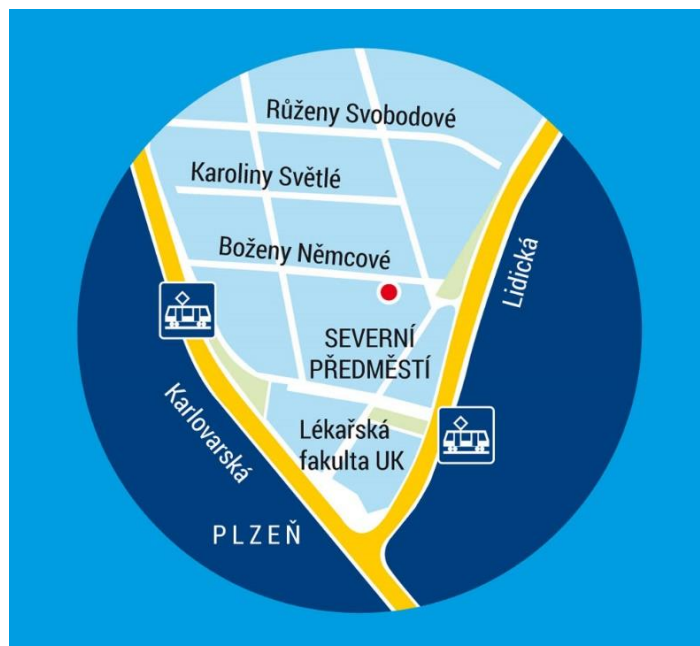 Růženy Svobodové
Karoliny Světlé
Boženy Němcové
Lidická
SEVERNÍ
PŘEDMĚSTÍ
Karlovarská
Lékařská
fakulta UK
PLZEŇ